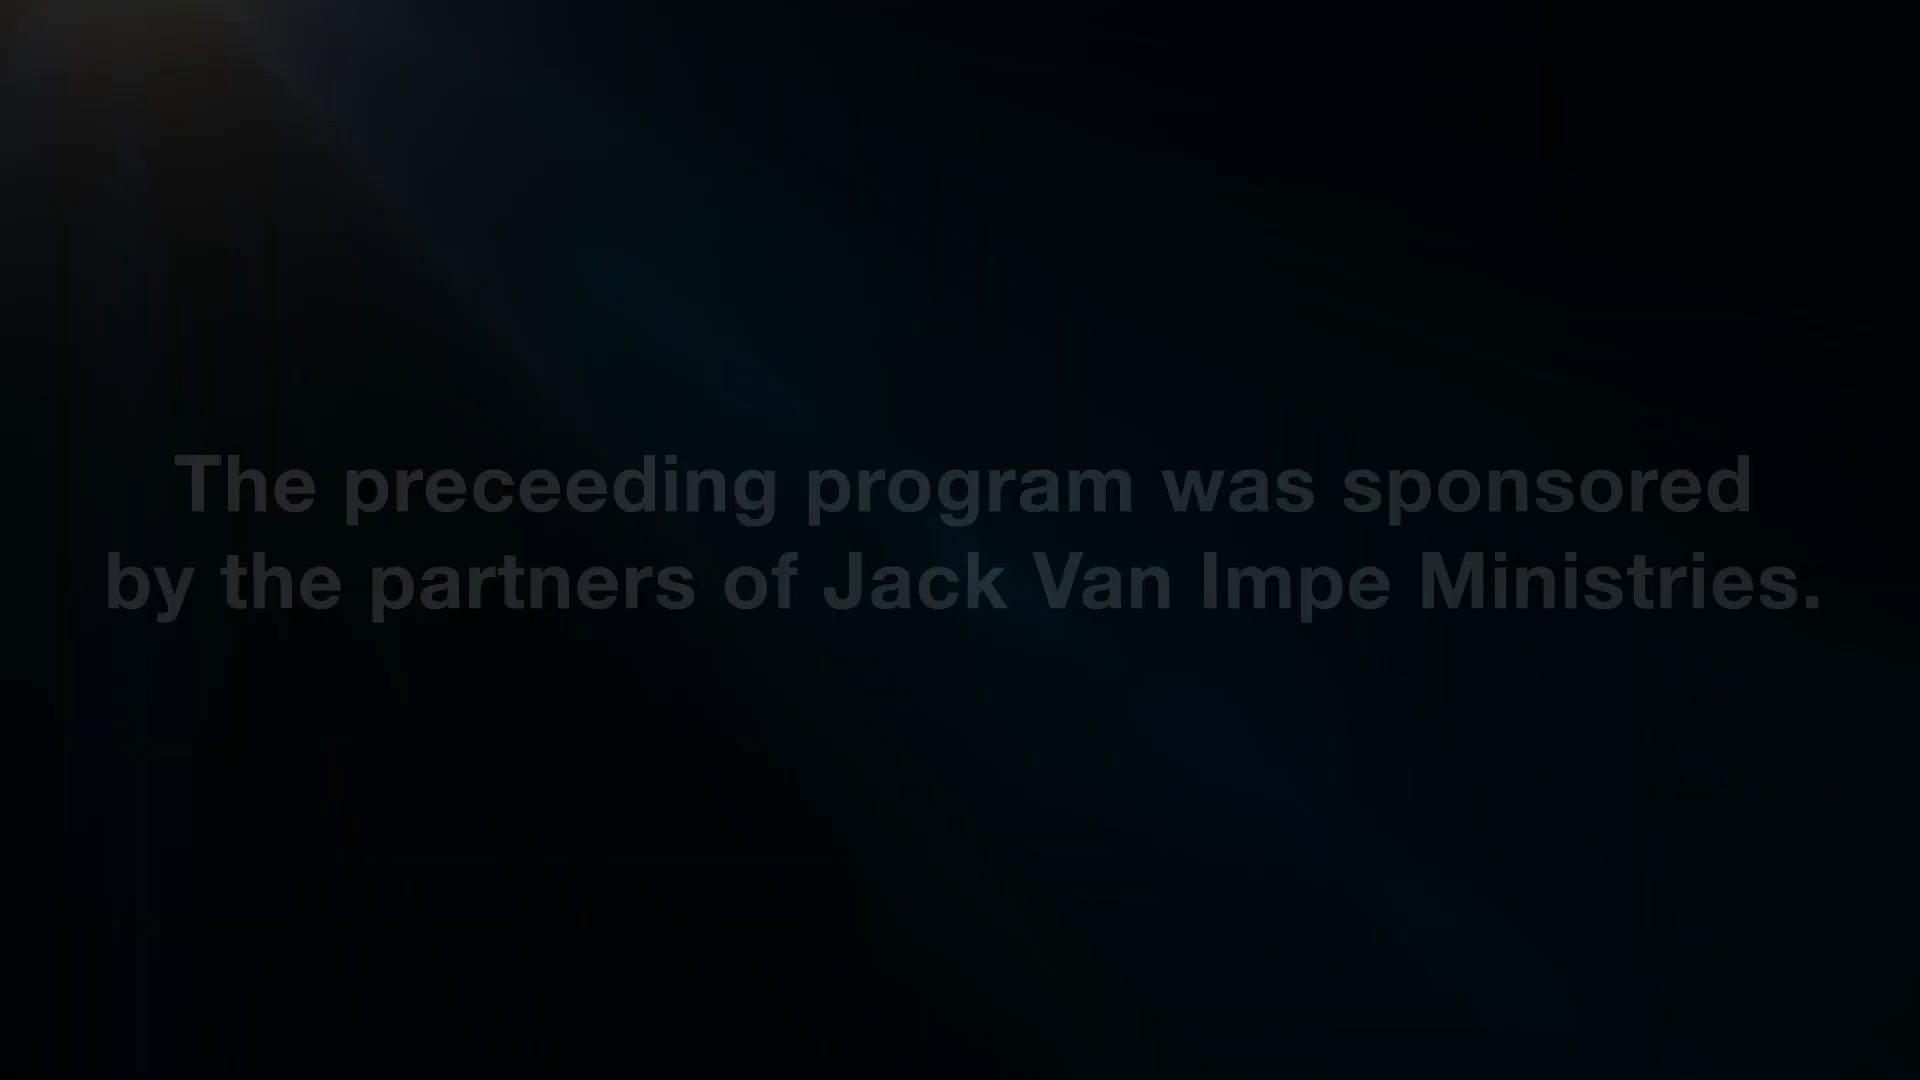 The preceeding program was sponsored
by the partners of Jack Van Impe Ministries.